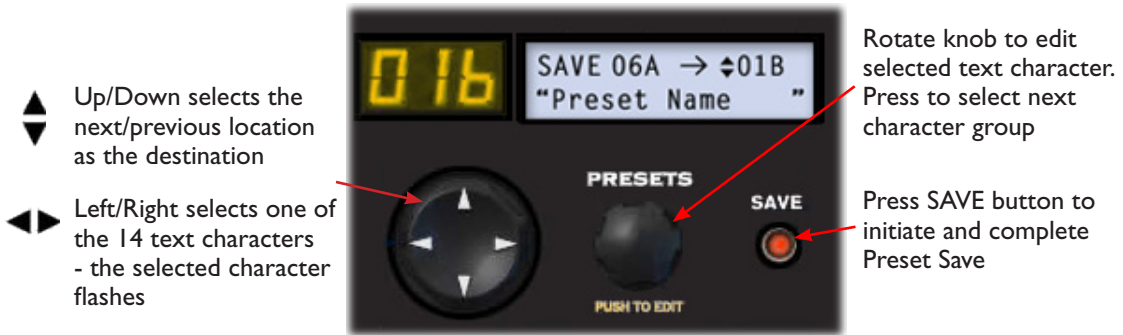 Up/Down selects the
next/previous location
as the destination
Left/Right selects one of
the 14 text characters
- the selected character
flashes
01b
SAVE 06A → 01B
“Preset Name ”
PRESETS
PUSH TO EDIT
SAVE
Rotate knob to edit
selected text character.
Press to select next
character group
Press SAVE button to
initiate and complete
Preset Save